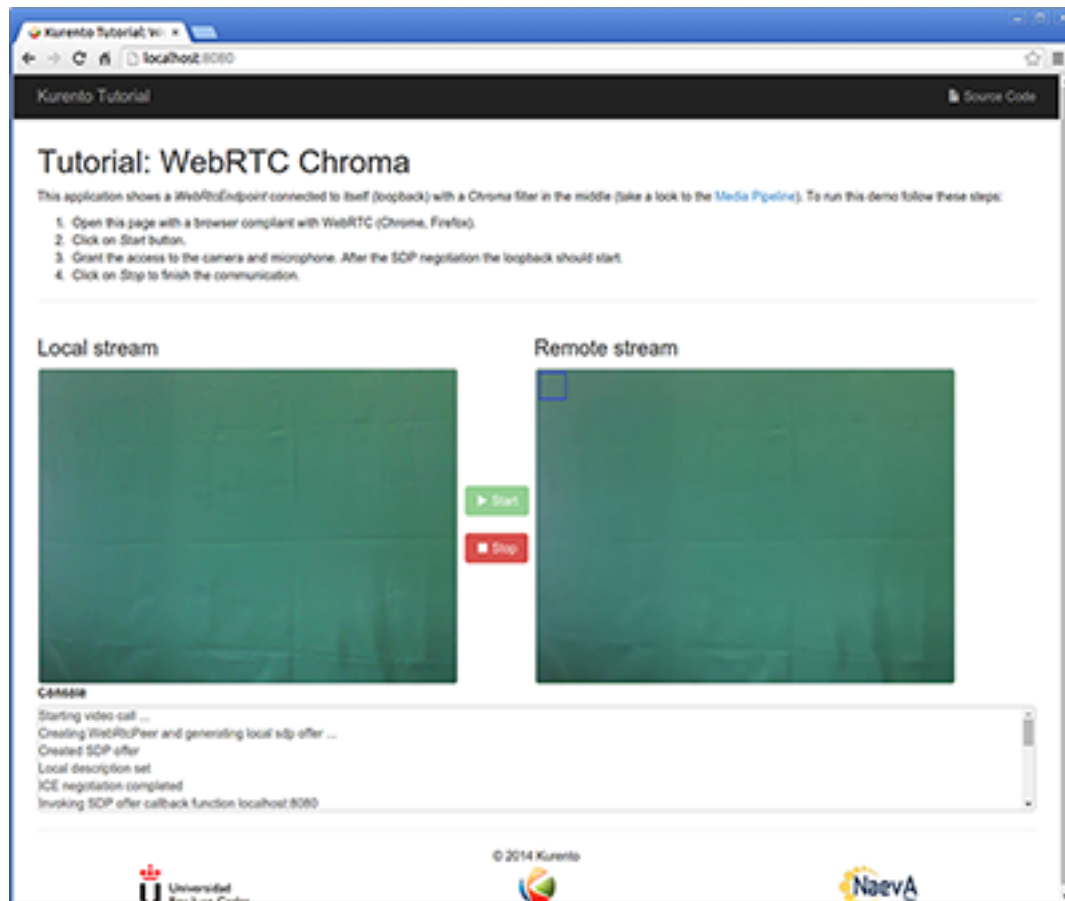 Kurento Tutorial: W
localhost:8080
Kurento Tutorial
Source Code
Tutorial: WebRTC Chroma
This application shows a WebRtcEndpoint connected to itself (loopback) with a Chroma filter in the middle (take a look to the Media Pipeline). To run this demo follow these steps:
1. Open this page with a browser compliant with WebRTC (Chrome, Firefox).
2. Click on Start button.
3. Grant the access to the camera and microphone. After the SDP negotiation the loopback should start.
4. Click on Stop to finish the communication.
Local stream
Remote stream
Start
Stop
Console
Starting video call ...
Creating WebRtcPeer and generating local sdp offer ...
Created SDP offer
Local description set
ICE negotiation completed
Invoking SDP offer callback function localhost:8080
© 2014 Kurento
Universidad
NaevA